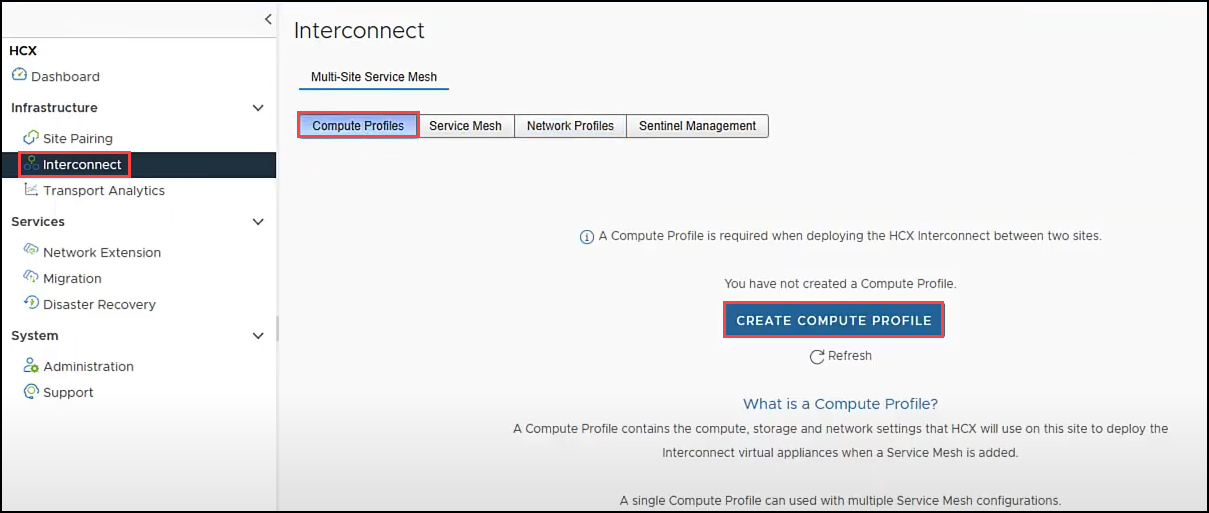 HCX
Dashboard
Infrastructure
Site Pairing
Interconnect
Transport Analytics
Services
Network Extension
Migration
Disaster Recovery
System
Administration
Support
Interconnect
Multi-Site Service Mesh
Compute Profiles
Service Mesh
Network Profiles
Sentinel Management
A Compute Profile is required when deploying the HCX Interconnect between two sites.
You have not created a Compute Profile.
CREATE COMPUTE PROFILE
Refresh
What is a Compute Profile?
A Compute Profile contains the compute, storage and network settings that HCX will use on this site to deploy the
Interconnect virtual appliances when a Service Mesh is added.
A single Compute Profile can used with multiple Service Mesh configurations.